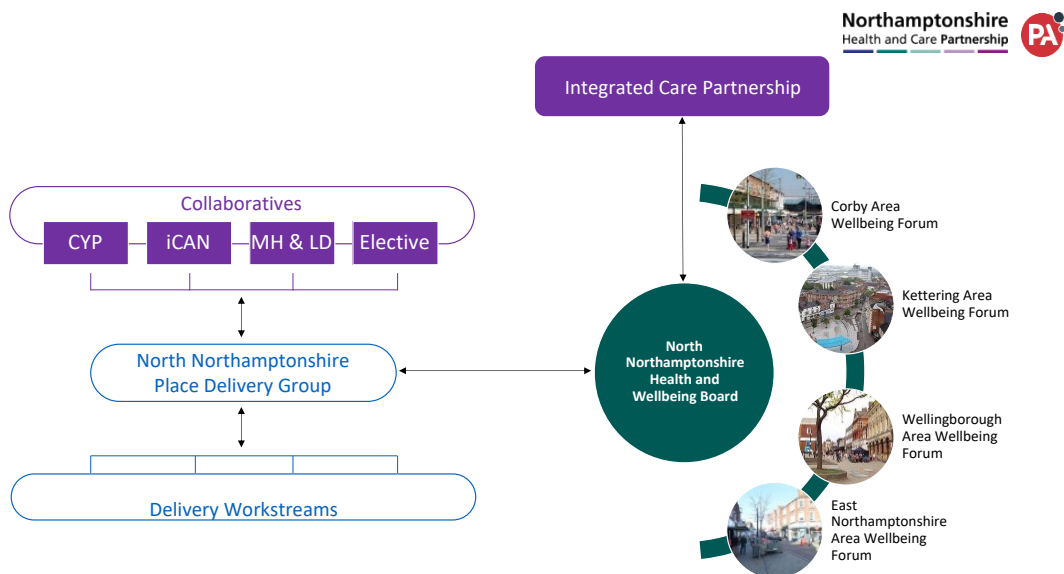 Northamptonshire
Health and Care Partnership
PA
Integrated Care Partnership
Collaboratives
CYP
iCAN
MH & LD
Elective
North Northamptonshire
Place Delivery Group
Delivery Workstreams
North
Northamptonshire
Health and
Wellbeing Board
Corby Area
Wellbeing Forum
Kettering Area
Wellbeing Forum
Wellingborough
Area Wellbeing
Forum
East
Northamptonshire
Area Wellbeing
Forum